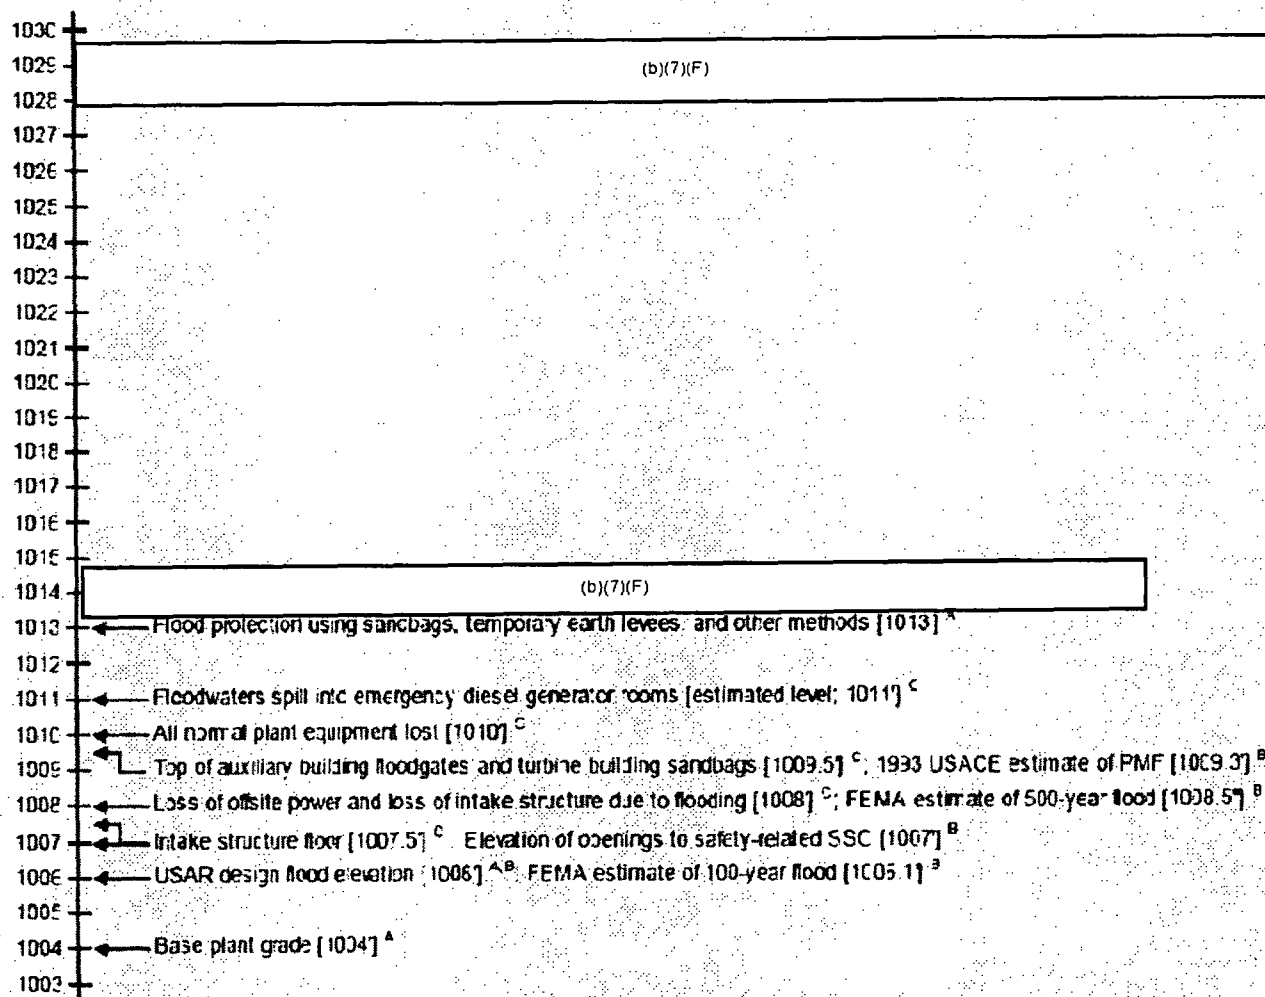 1030
1029
(b)(7)(F)
1028
1027
1026
1025
1024
1023
1022
1021
1020
1019
1018
1017
1016
1015
1014
(b)(7)(F)
1013 Flood protection using sandbags, temporary earth levees, and other methods [1013'] A
1012
1011 Floodwaters spill into emergency diesel generator rooms [estimated level; 1011'] C
1010 All normal plant equipment lost [1010'] C
1009 Top of auxiliary building floodgates and turbine building sandbags [1009.5'] C; 1993 USACE estimate of PMF [1009.3'] B
1008 Loss of offsite power and loss of intake structure due to flooding [1008'] C; FEMA estimate of 500-year flood [1008.5'] B
1007 Intake structure floor [1007.5'] C Elevation of openings to safety-related SSC [1007'] B
1006 USAR design flood elevation [1006'] A,B; FEMA estimate of 100-year flood [1006.1'] B
1005
1004 Base plant grade [1004'] A
1003